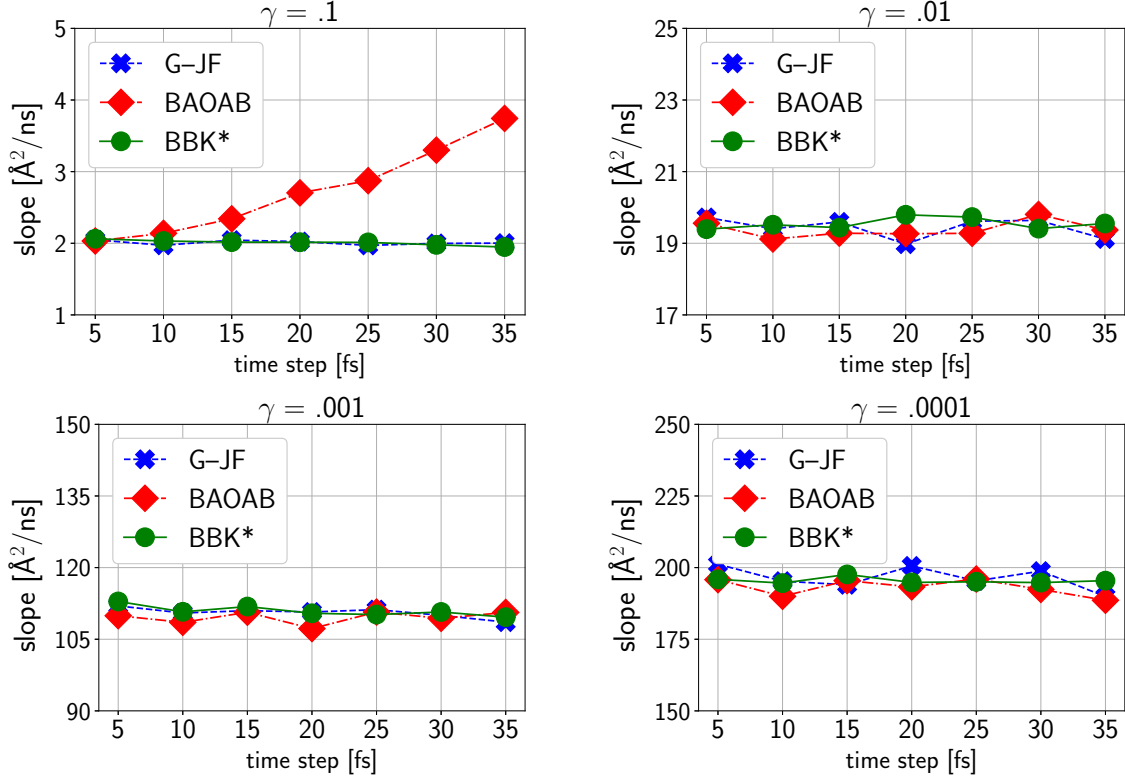 γ = .1
5
4
3
2
1
slope [Å²/ns]
G–JF
BAOAB
BBK*
5 10 15 20 25 30 35
time step [fs]
γ = .01
25
23
21
19
17
slope [Å²/ns]
G–JF
BAOAB
BBK*
5 10 15 20 25 30 35
time step [fs]
γ = .001
150
135
120
105
90
slope [Å²/ns]
G–JF
BAOAB
BBK*
5 10 15 20 25 30 35
time step [fs]
γ = .0001
250
225
200
175
150
slope [Å²/ns]
G–JF
BAOAB
BBK*
5 10 15 20 25 30 35
time step [fs]